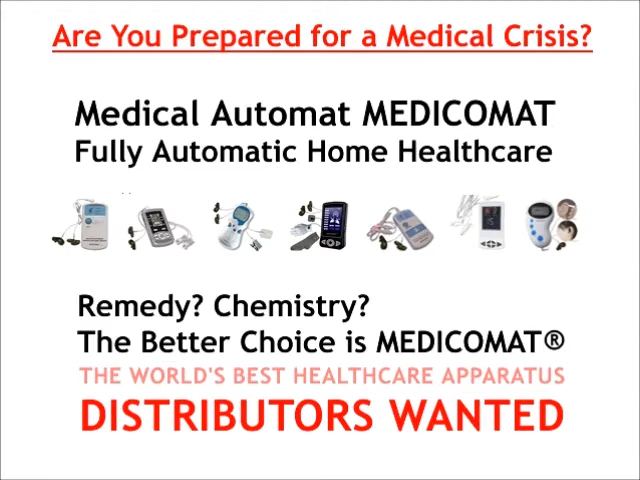 Are You Prepared for a Medical Crisis?
Medical Automat MEDICOMAT
Fully Automatic Home Healthcare
Remedy? Chemistry?
The Better Choice is MEDICOMAT®
THE WORLD'S BEST HEALTHCARE APPARATUS
DISTRIBUTORS WANTED